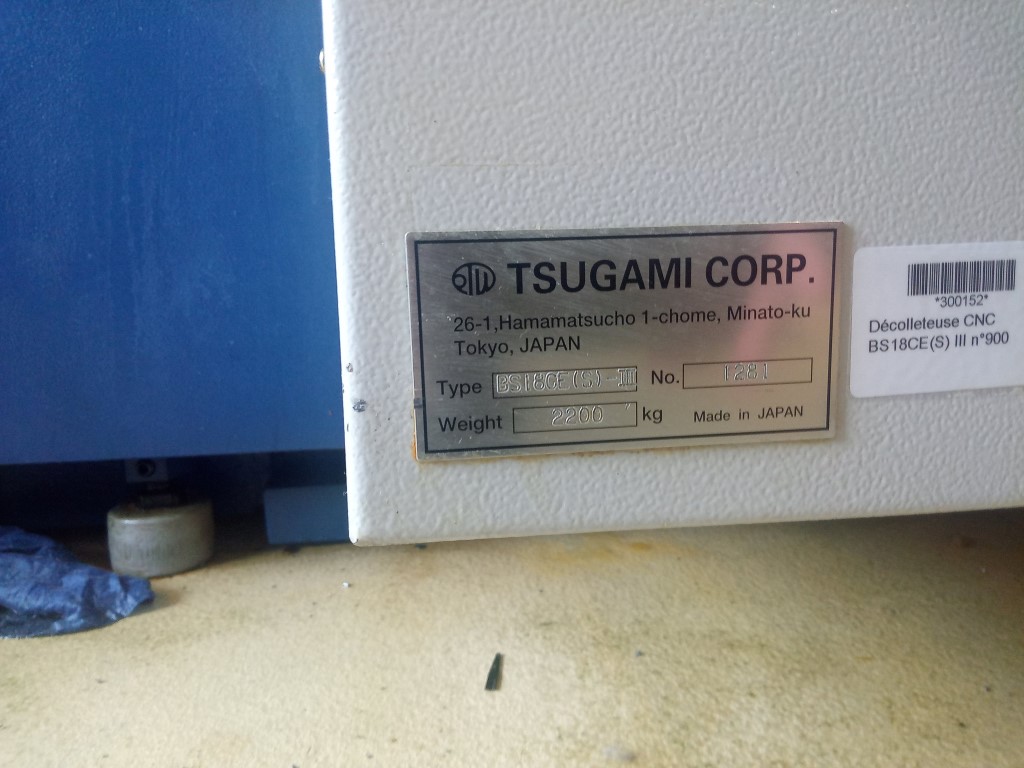 TSUGAMI CORP.
26-1,Hamamatsucho 1-chome, Minato-ku
Tokyo, JAPAN
Type BS18CE(S)-III No. 1281
Weight 2200 kg Made in JAPAN
*300152*
Décolleteuse CNC
BS18CE(S) III n°900